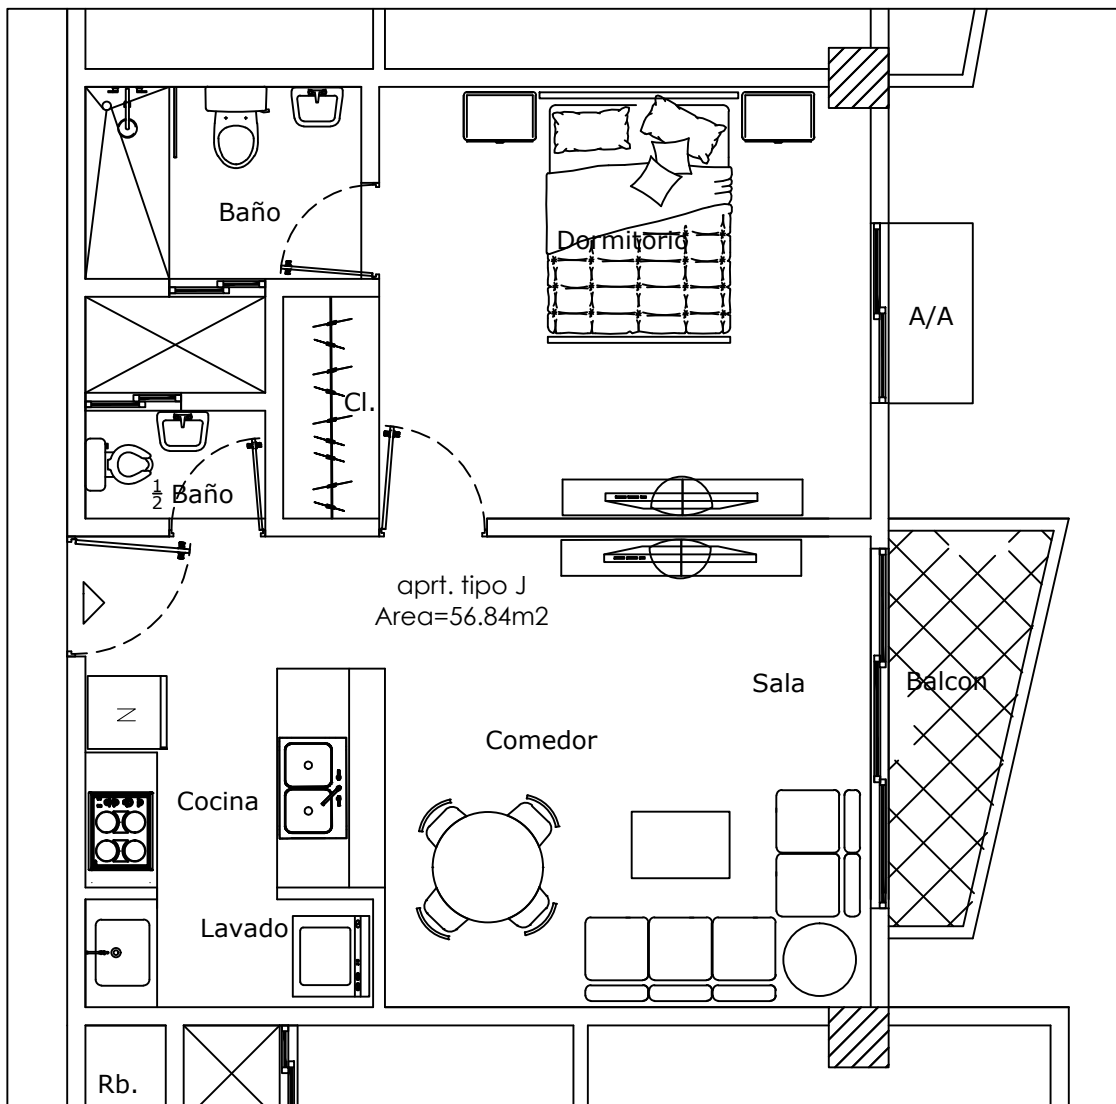 Baño
Dormitorio
A/A
Cl.
½ Baño
aprt. tipo J
Area=56.84m2
Sala
Balcon
Comedor
N
Cocina
Lavado
Rb.